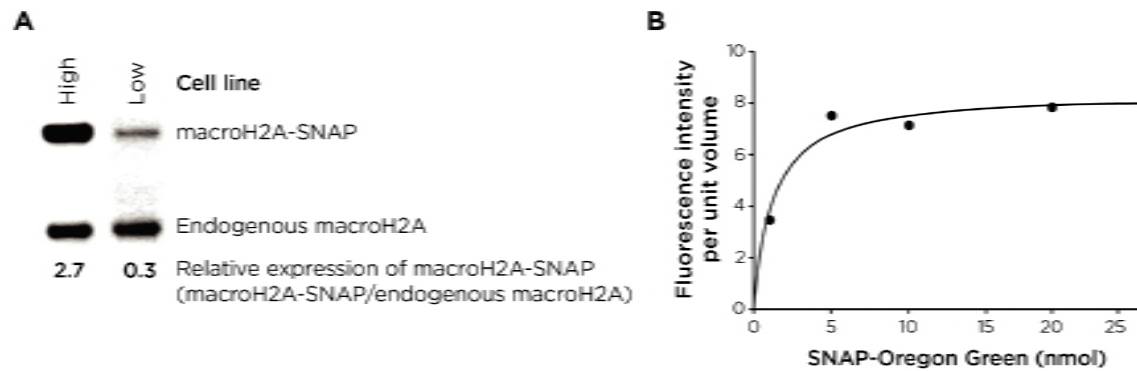 A
High
Low
Cell line
macroH2A-SNAP
Endogenous macroH2A
2.7
0.3
Relative expression of macroH2A-SNAP
(macroH2A-SNAP/endogenous macroH2A)
B
Fluorescence intensity
per unit volume
10
8
6
4
2
0
0
5
10
15
20
25
SNAP-Oregon Green (nmol)